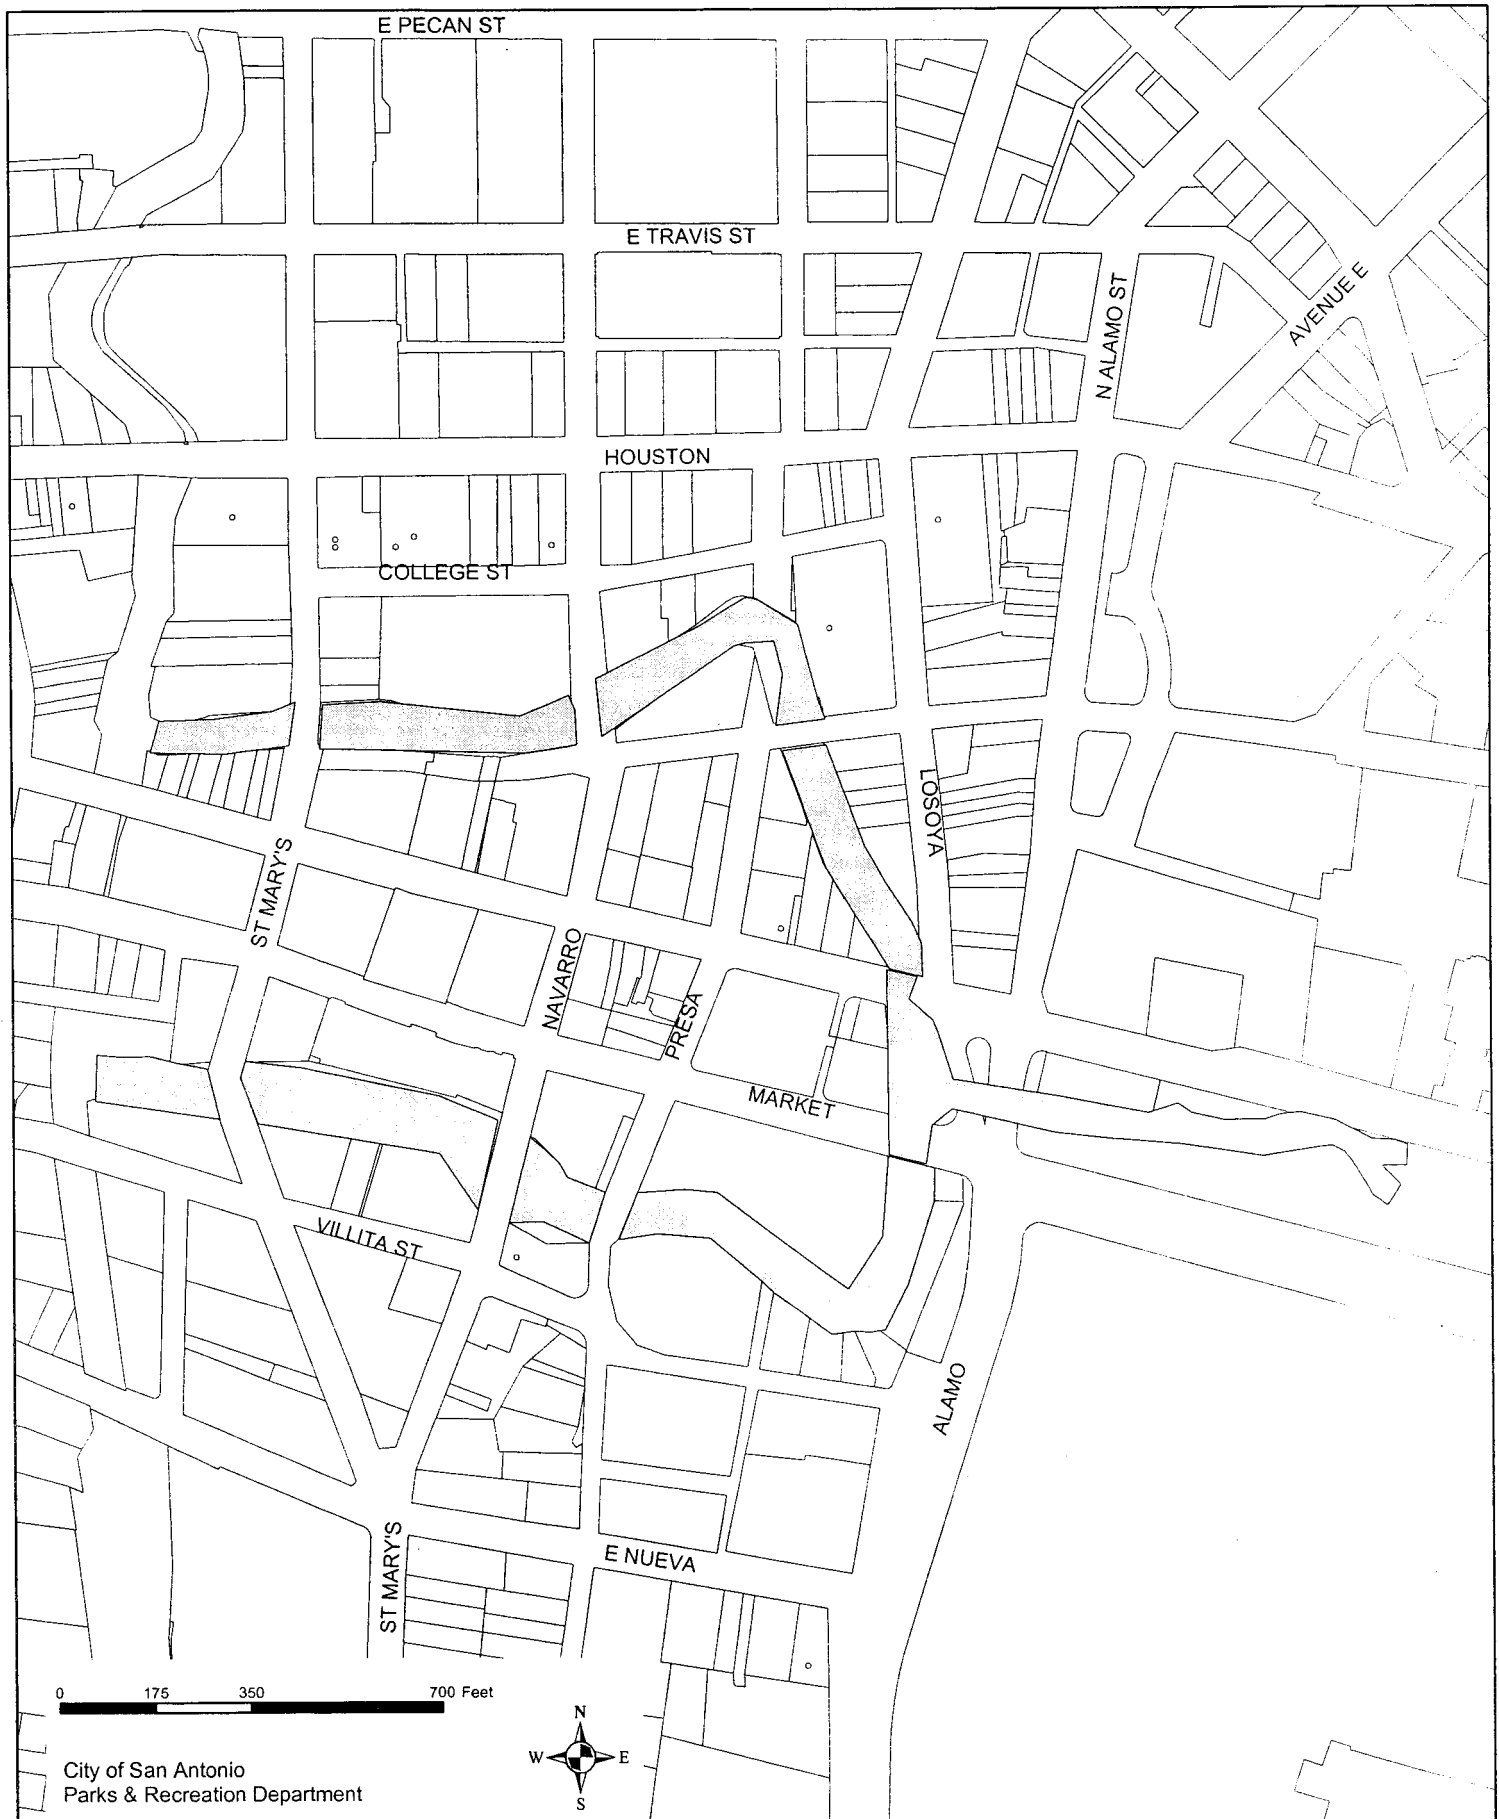 E PECAN ST
E TRAVIS ST
AVENUE E
N ALAMO ST
HOUSTON
COLLEGE ST
LOSOYA
ST MARY'S
NAVARRO
PRESA
MARKET
VILLITA ST
ALAMO
ST MARY'S
E NUEVA
0 175 350 700 Feet
N
W E
S
City of San Antonio
Parks & Recreation Department